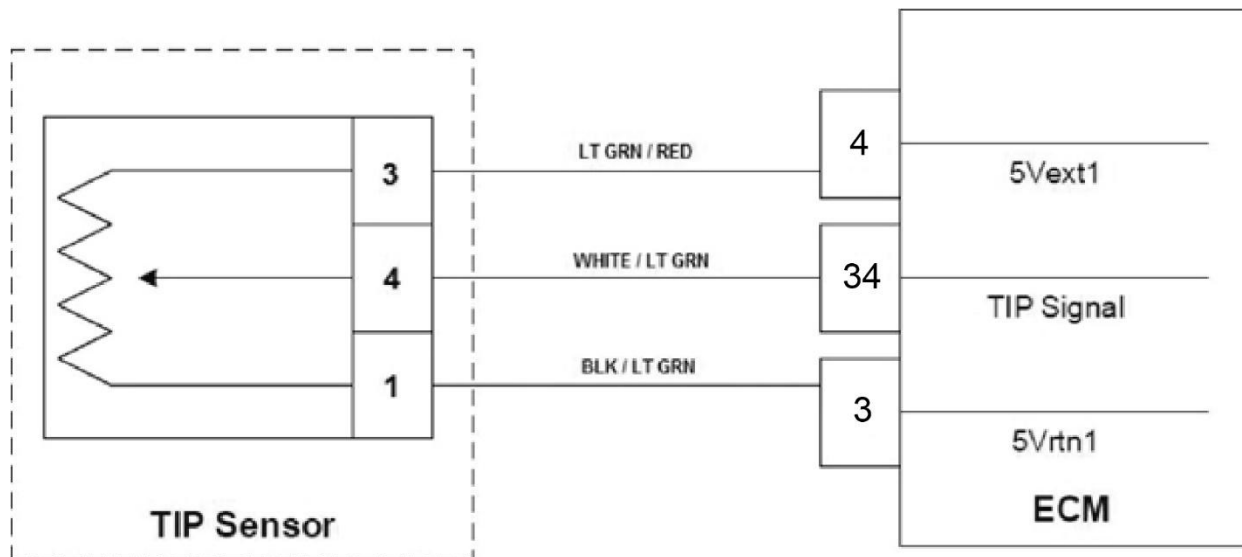 3
LT GRN / RED
4
5Vext1
4
WHITE / LT GRN
34
TIP Signal
1
BLK / LT GRN
3
5Vrtn1
TIP Sensor
ECM